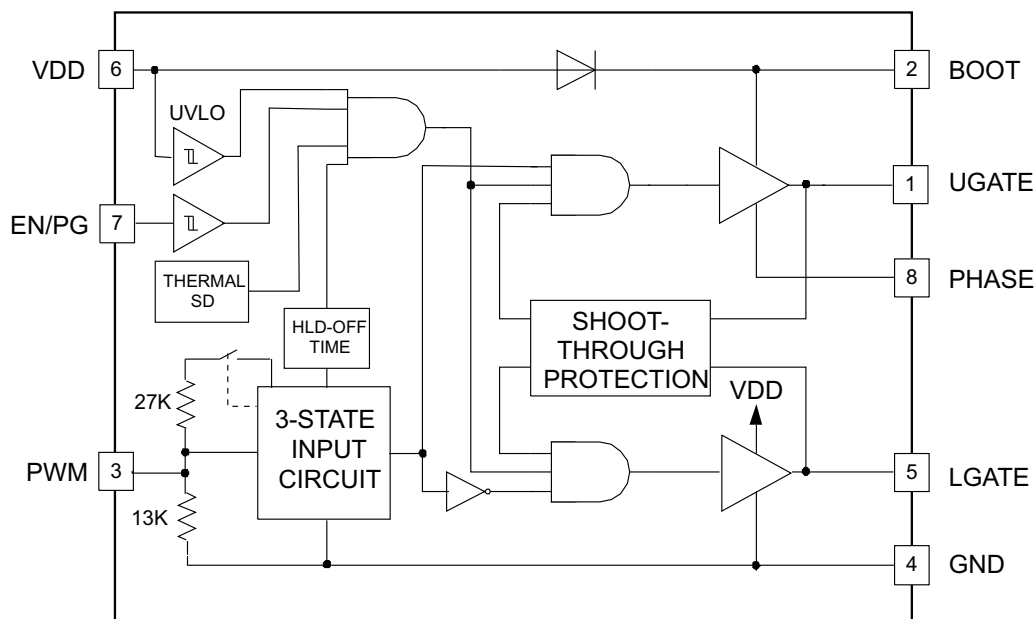 VDD
6
2
BOOT
UVLO
1
UGATE
EN/PG
7
THERMAL
SD
8
PHASE
HLD-OFF
TIME
SHOOT-
THROUGH
PROTECTION
27K
VDD
3-STATE
INPUT
CIRCUIT
PWM
3
5
LGATE
13K
4
GND